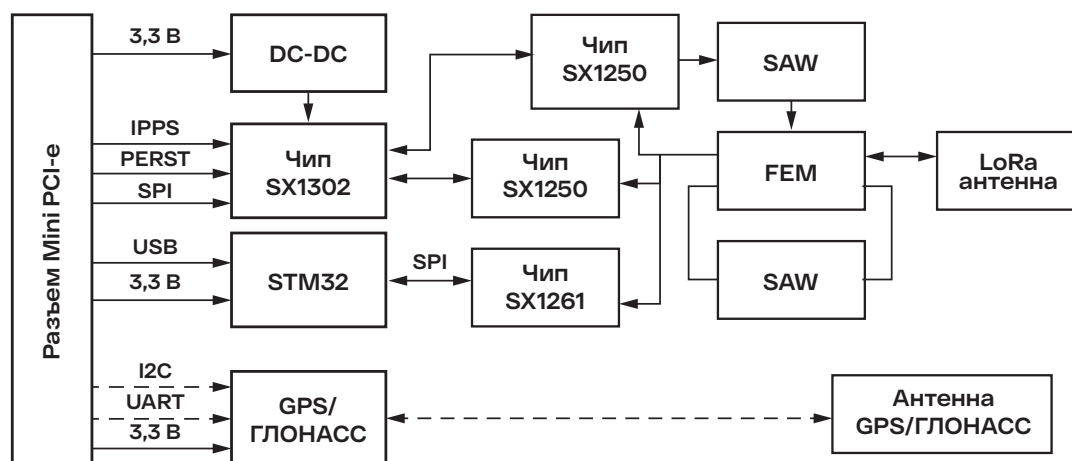 Разъем Mini PCI-e
3,3 В
DC-DC
Чип
SX1250
SAW
IPPS
PERST
SPI
Чип
SX1302
Чип
SX1250
FEM
LoRa
антенна
USB
3,3 В
STM32
SPI
Чип
SX1261
SAW
I2C
UART
3,3 В
GPS/
ГЛОНАСС
Антенна
GPS/ГЛОНАСС